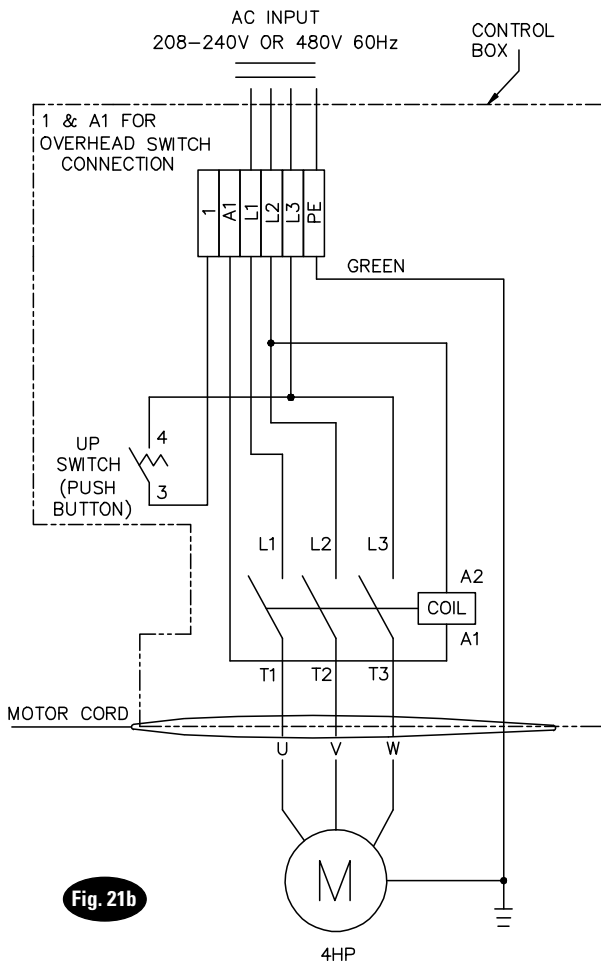 AC INPUT
208-240V OR 480V 60Hz
CONTROL
BOX
1 & A1 FOR
OVERHEAD SWITCH
CONNECTION
1
A1
L1
L2
L3
PE
GREEN
UP
SWITCH
(PUSH
BUTTON)
4
3
L1
L2
L3
A2
COIL
A1
T1
T2
T3
MOTOR CORD
U
V
W
M
Fig. 21b
4HP